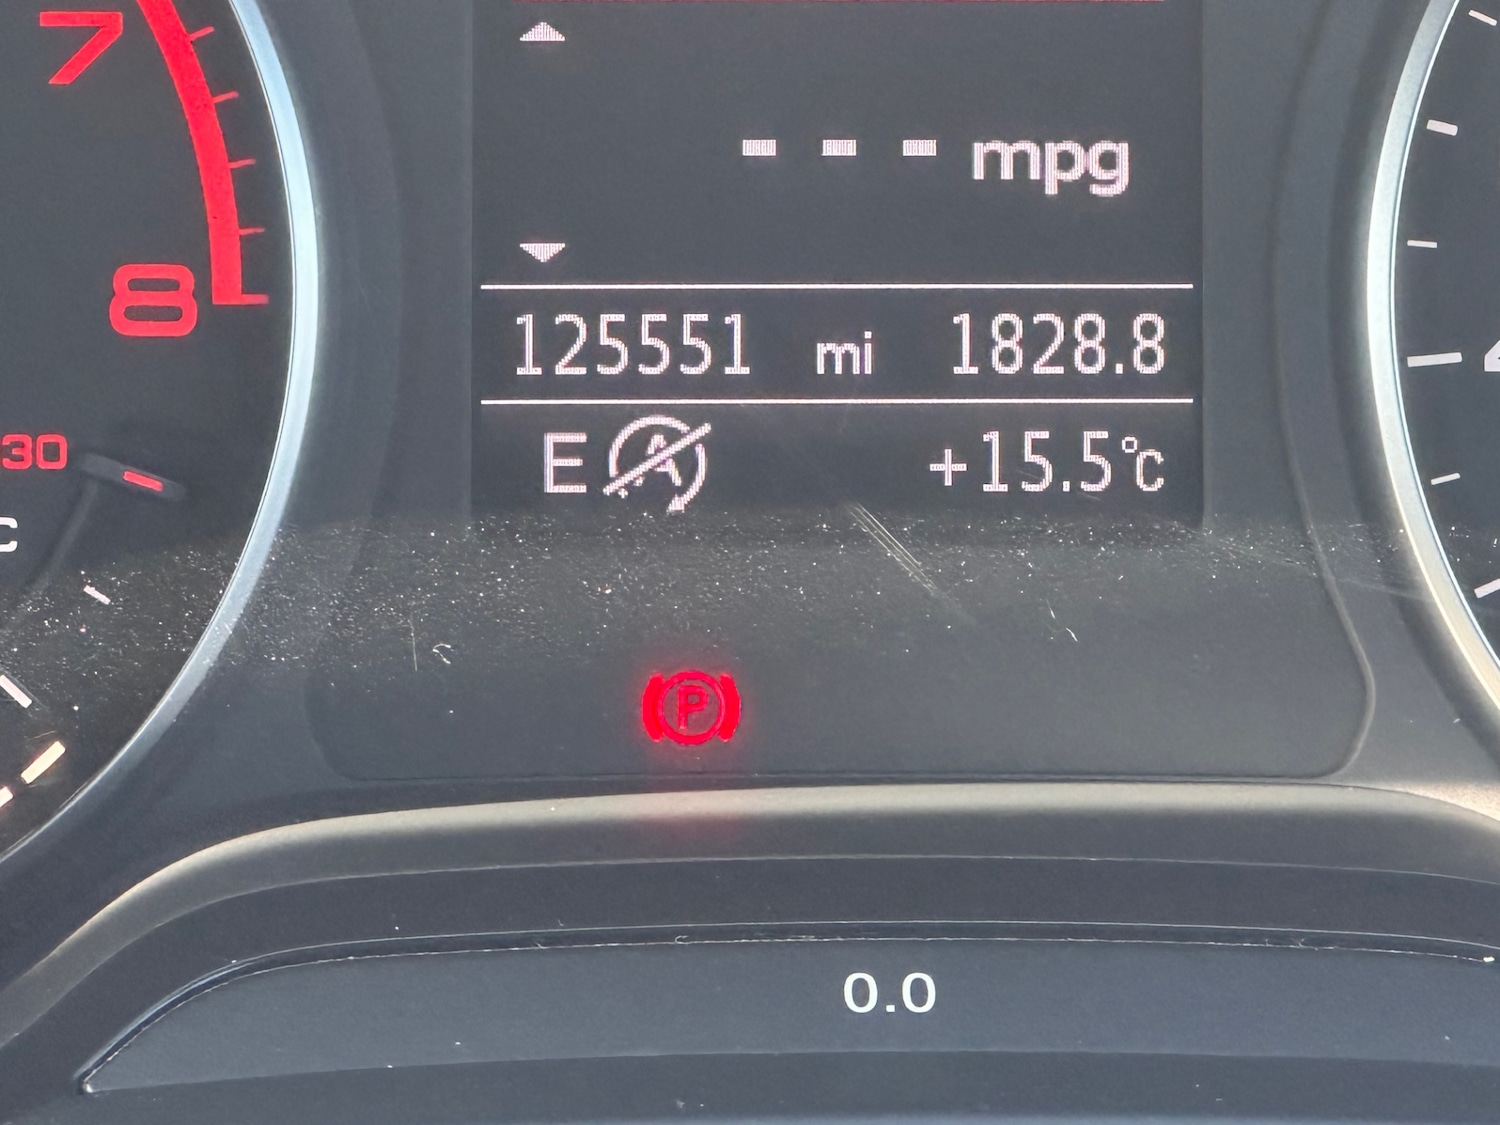 7
- - - mpg
8
125551 mi 1828.8
30
E A +15.5°C
C
P
0.0